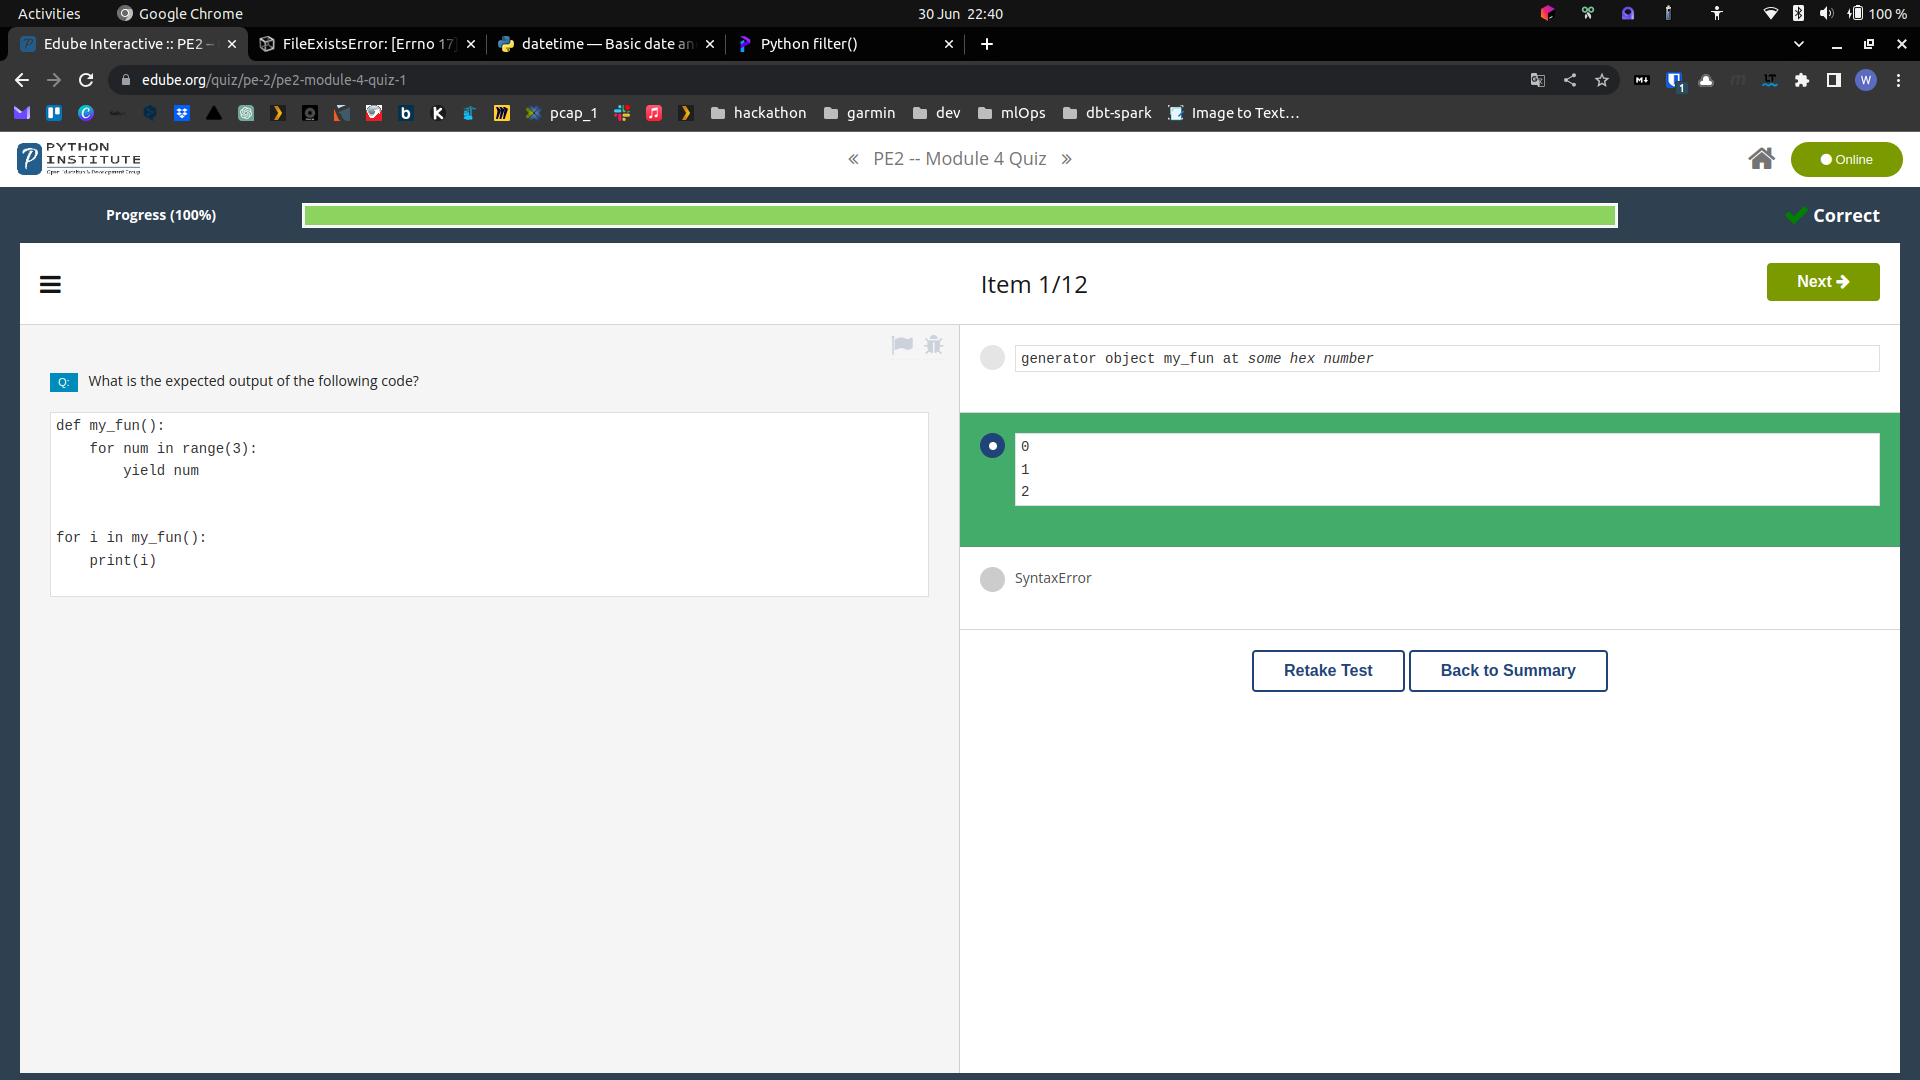 Activities
Google Chrome
30 Jun 22:40
100 %
Edube Interactive :: PE2 –
FileExistsError: [Errno 17]
datetime — Basic date an
Python filter()
edube.org/quiz/pe-2/pe2-module-4-quiz-1
pcap_1
hackathon
garmin
dev
mlOps
dbt-spark
Image to Text…
PYTHON
INSTITUTE
Open Education & Development Group
« PE2 -- Module 4 Quiz »
Online
Progress (100%)
Correct
Item 1/12
Next
Q: What is the expected output of the following code?
def my_fun():
    for num in range(3):
        yield num
for i in my_fun():
    print(i)
generator object my_fun at some hex number
0
1
2
SyntaxError
Retake Test
Back to Summary